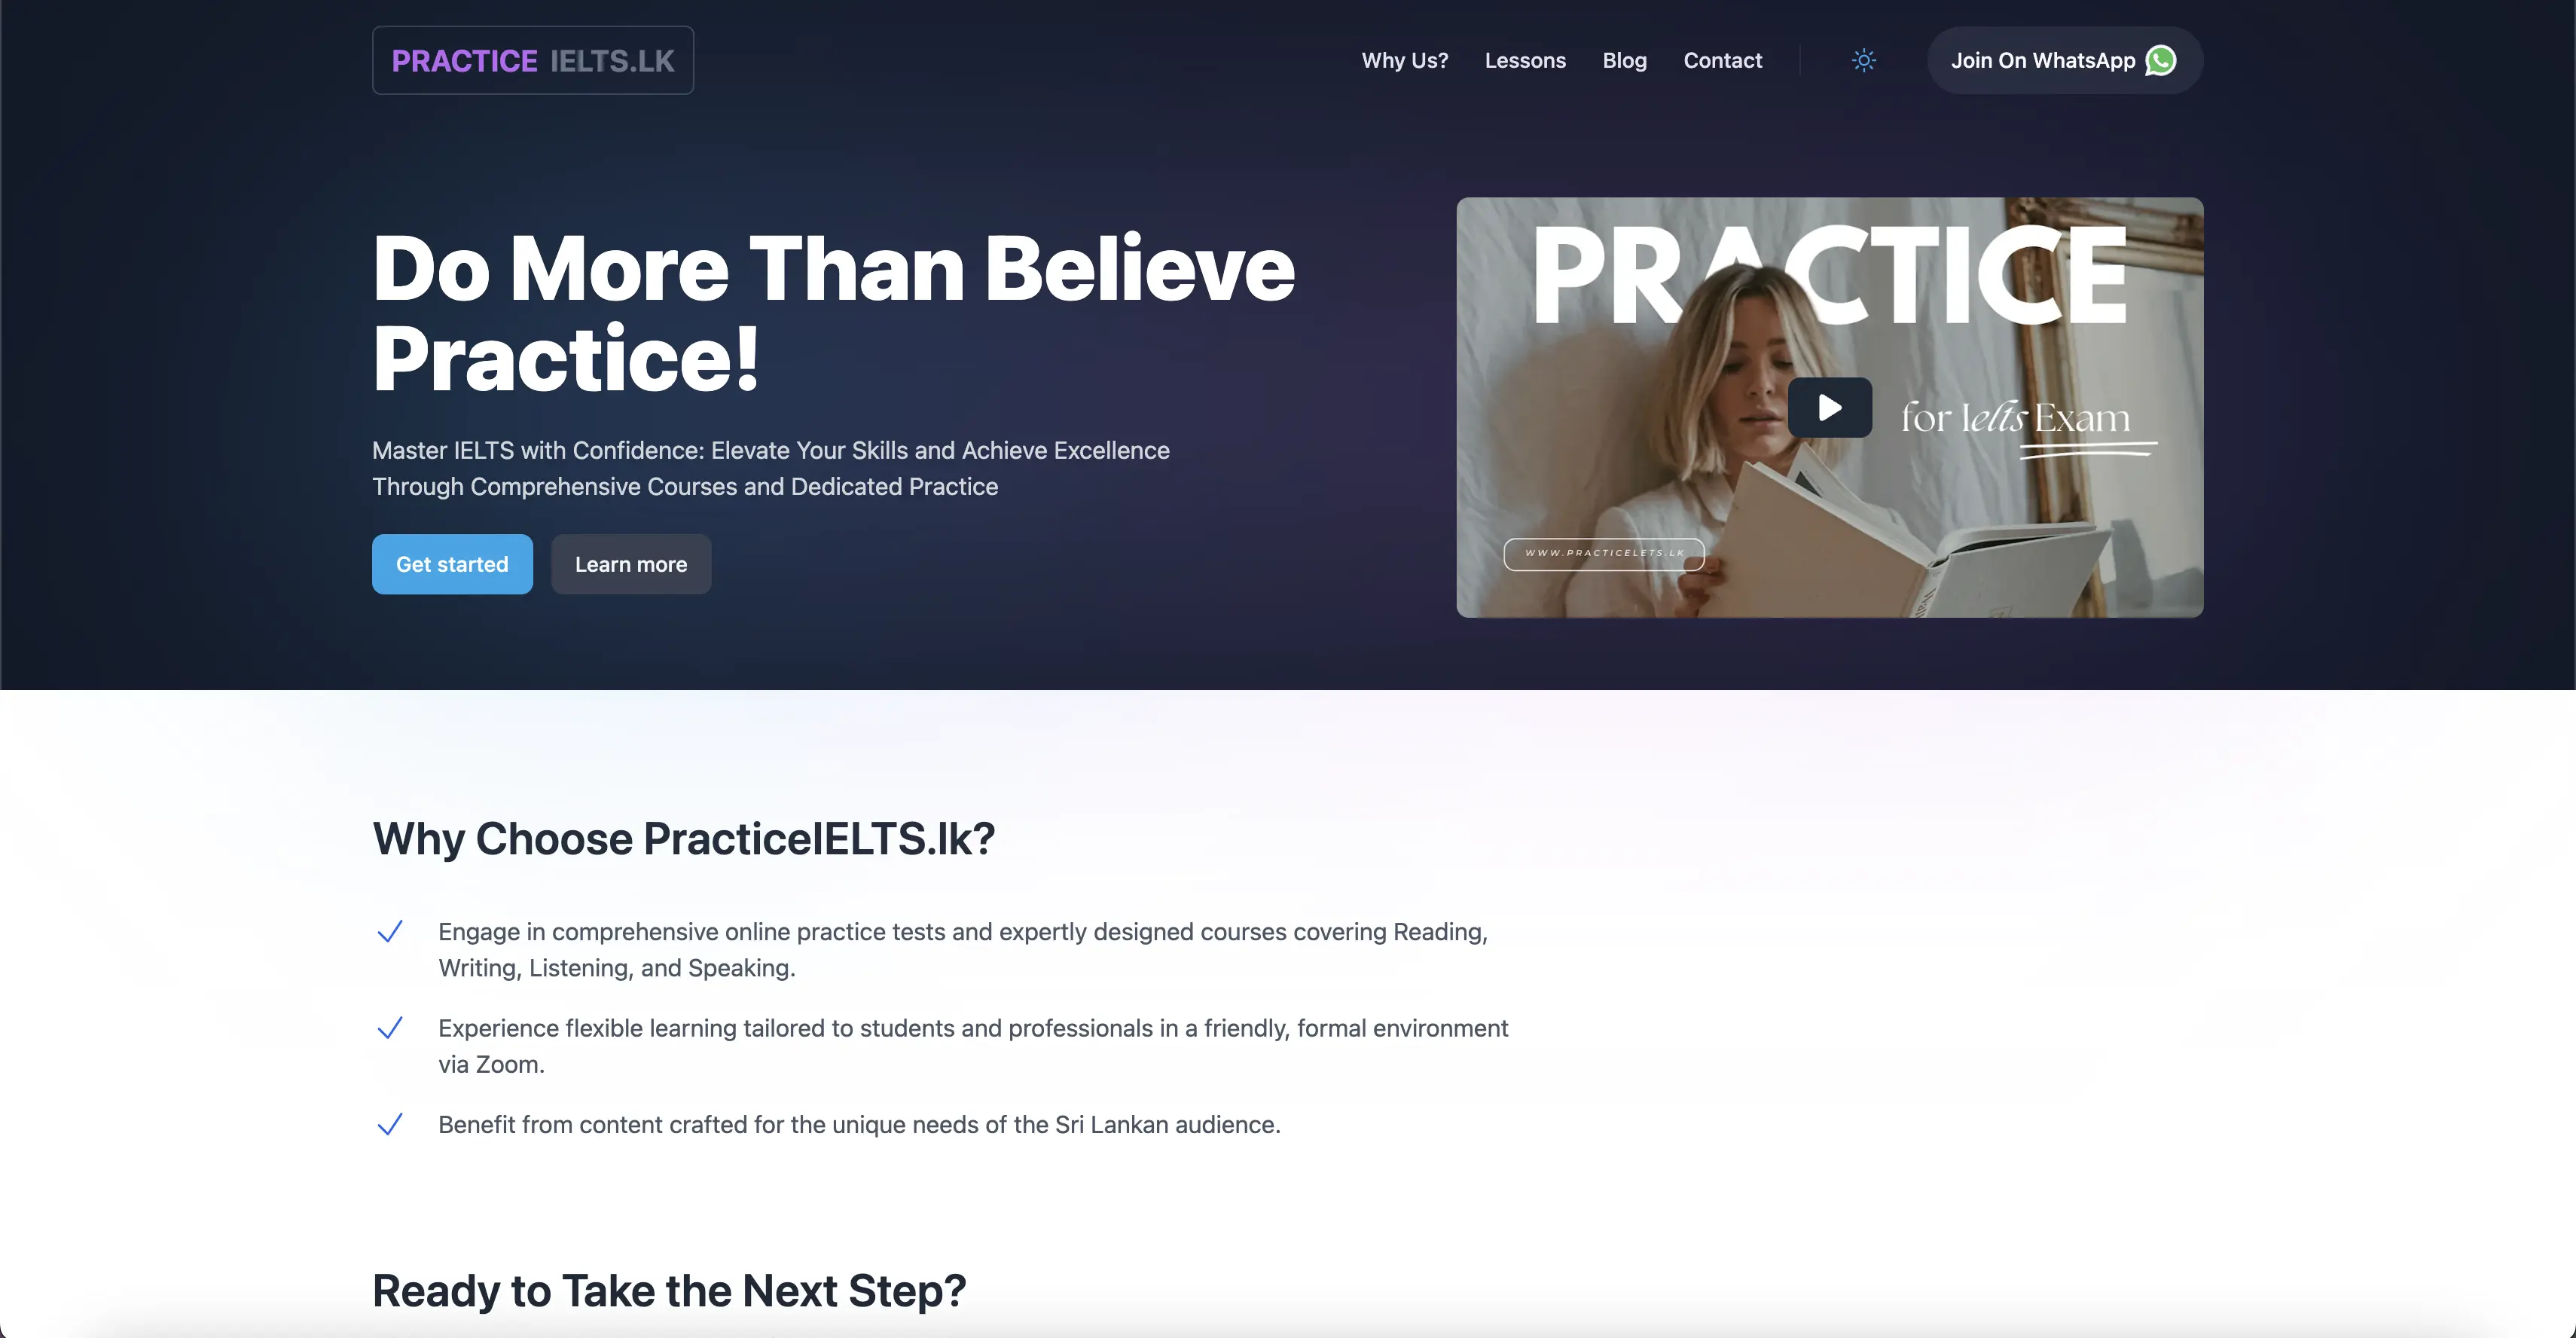 PRACTICE IELTS.LK
Why Us?
Lessons
Blog
Contact
Join On WhatsApp
Do More Than Believe
Practice!
Master IELTS with Confidence: Elevate Your Skills and Achieve Excellence
Through Comprehensive Courses and Dedicated Practice
Get started
Learn more
PRACTICE
for Ielts Exam
WWW.PRACTICELETS.LK
Why Choose PracticeIELTS.lk?
Engage in comprehensive online practice tests and expertly designed courses covering Reading,
Writing, Listening, and Speaking.
Experience flexible learning tailored to students and professionals in a friendly, formal environment
via Zoom.
Benefit from content crafted for the unique needs of the Sri Lankan audience.
Ready to Take the Next Step?